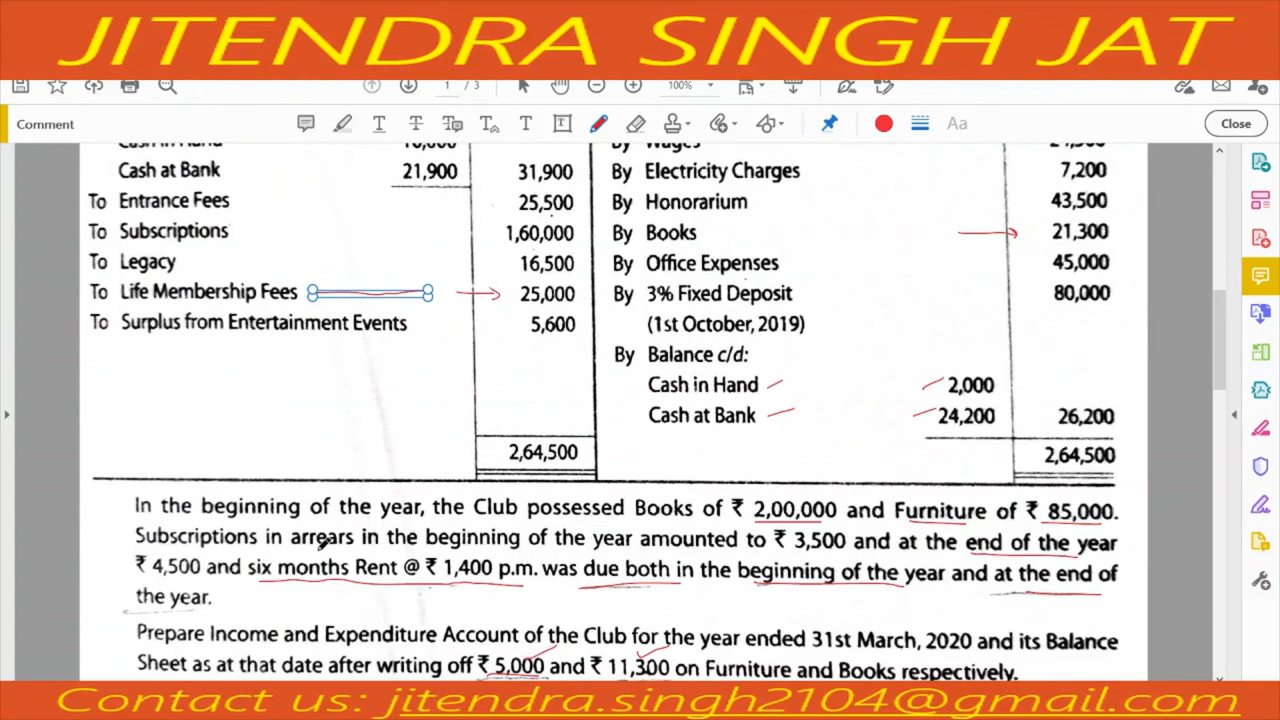 JITENDRA SINGH JAT
1 / 3 100%
Comment Aa Close
Cash at Bank 21,900 31,900 By Electricity Charges 7,200
To Entrance Fees 25,500 By Honorarium 43,500
To Subscriptions 1,60,000 By Books 21,300
To Legacy 16,500 By Office Expenses 45,000
To Life Membership Fees 25,000 By 3% Fixed Deposit 80,000
To Surplus from Entertainment Events 5,600 (1st October, 2019)
By Balance c/d:
Cash in Hand 2,000
Cash at Bank 24,200 26,200
2,64,500 2,64,500
In the beginning of the year, the Club possessed Books of ₹ 2,00,000 and Furniture of ₹ 85,000.
Subscriptions in arrears in the beginning of the year amounted to ₹ 3,500 and at the end of the year
₹ 4,500 and six months Rent @ ₹ 1,400 p.m. was due both in the beginning of the year and at the end of
the year.
Prepare Income and Expenditure Account of the Club for the year ended 31st March, 2020 and its Balance
Sheet as at that date after writing off ₹ 5,000 and ₹ 11,300 on Furniture and Books respectively.
Contact us: jitendra.singh2104@gmail.com